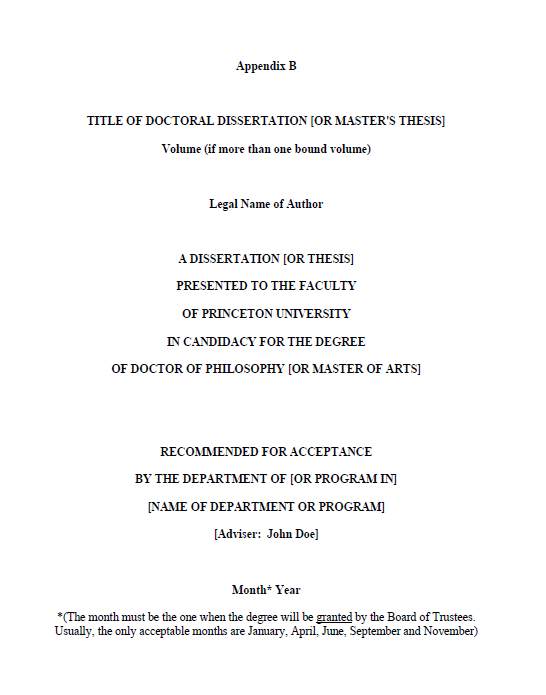 Appendix B
TITLE OF DOCTORAL DISSERTATION [OR MASTER'S THESIS]
Volume (if more than one bound volume)
Legal Name of Author
A DISSERTATION [OR THESIS]
PRESENTED TO THE FACULTY
OF PRINCETON UNIVERSITY
IN CANDIDACY FOR THE DEGREE
OF DOCTOR OF PHILOSOPHY [OR MASTER OF ARTS]
RECOMMENDED FOR ACCEPTANCE
BY THE DEPARTMENT OF [OR PROGRAM IN]
[NAME OF DEPARTMENT OR PROGRAM]
[Adviser: John Doe]
Month* Year
*(The month must be the one when the degree will be granted by the Board of Trustees.
Usually, the only acceptable months are January, April, June, September and November)